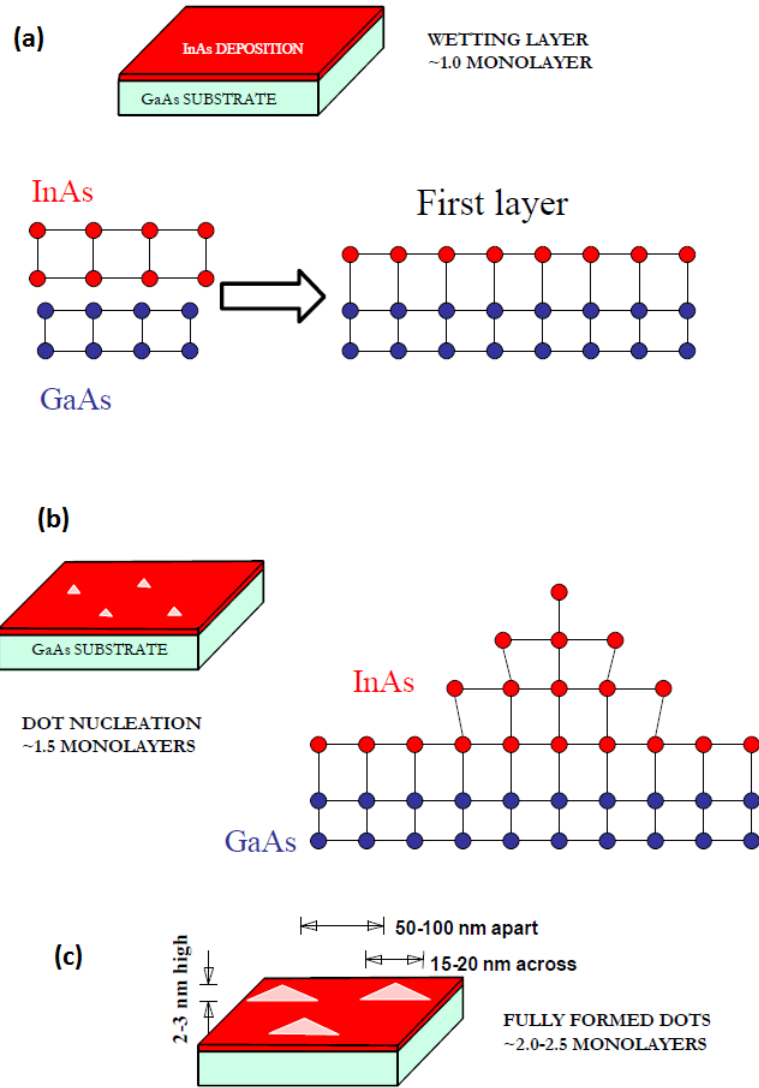 (a)
InAs DEPOSITION
GaAs SUBSTRATE
WETTING LAYER
~1.0 MONOLAYER
InAs
First layer
GaAs
(b)
GaAs SUBSTRATE
DOT NUCLEATION
~1.5 MONOLAYERS
InAs
GaAs
(c)
50-100 nm apart
15-20 nm across
2-3 nm high
FULLY FORMED DOTS
~2.0-2.5 MONOLAYERS